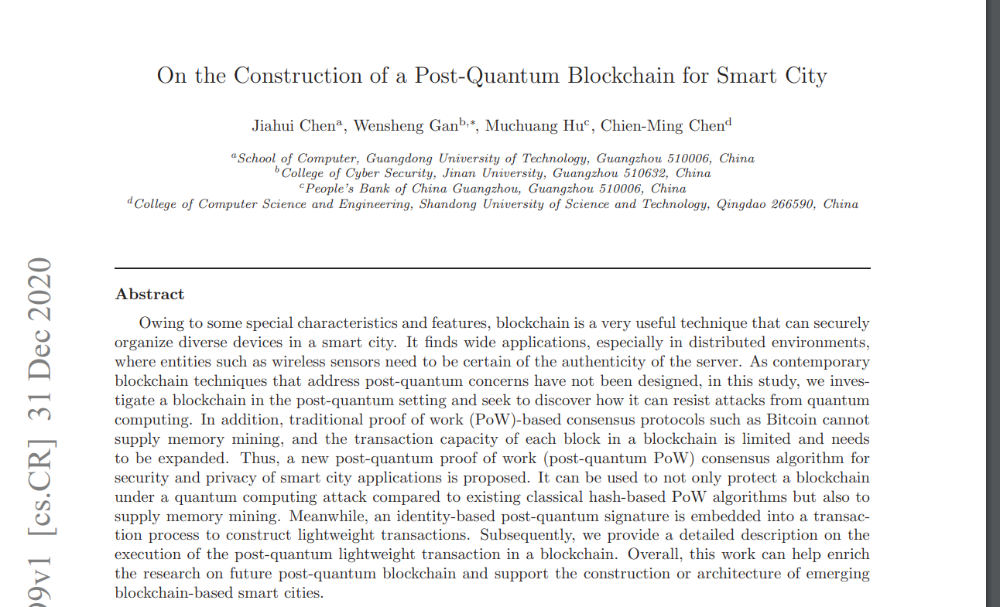 On the Construction of a Post-Quantum Blockchain for Smart City
Jiahui Chenᵃ, Wensheng Ganᵇ,*, Muchuang Huᶜ, Chien-Ming Chenᵈ
ᵃSchool of Computer, Guangdong University of Technology, Guangzhou 510006, China
ᵇCollege of Cyber Security, Jinan University, Guangzhou 510632, China
ᶜPeople's Bank of China Guangzhou, Guangzhou 510006, China
ᵈCollege of Computer Science and Engineering, Shandong University of Science and Technology, Qingdao 266590, China
Abstract
Owing to some special characteristics and features, blockchain is a very useful technique that can securely
organize diverse devices in a smart city. It finds wide applications, especially in distributed environments,
where entities such as wireless sensors need to be certain of the authenticity of the server. As contemporary
blockchain techniques that address post-quantum concerns have not been designed, in this study, we inves-
tigate a blockchain in the post-quantum setting and seek to discover how it can resist attacks from quantum
computing. In addition, traditional proof of work (PoW)-based consensus protocols such as Bitcoin cannot
supply memory mining, and the transaction capacity of each block in a blockchain is limited and needs
to be expanded. Thus, a new post-quantum proof of work (post-quantum PoW) consensus algorithm for
security and privacy of smart city applications is proposed. It can be used to not only protect a blockchain
under a quantum computing attack compared to existing classical hash-based PoW algorithms but also to
supply memory mining. Meanwhile, an identity-based post-quantum signature is embedded into a transac-
tion process to construct lightweight transactions. Subsequently, we provide a detailed description on the
execution of the post-quantum lightweight transaction in a blockchain. Overall, this work can help enrich
the research on future post-quantum blockchain and support the construction or architecture of emerging
blockchain-based smart cities.
99v1 [cs.CR] 31 Dec 2020